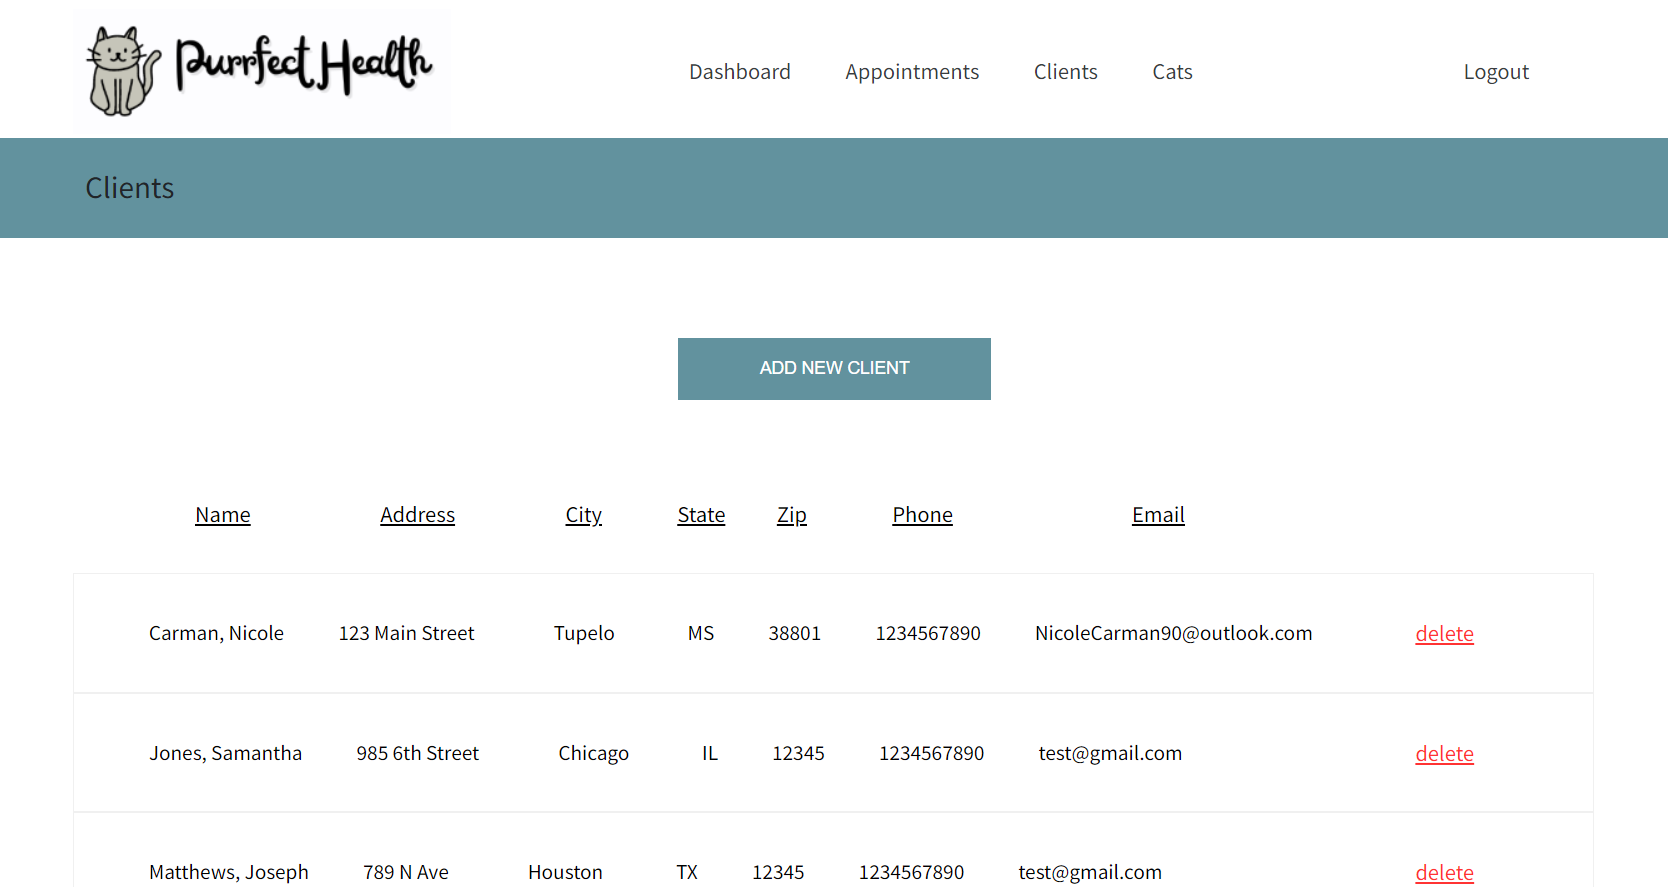 Purrfect Health
Dashboard Appointments Clients Cats Logout
Clients
ADD NEW CLIENT
Name Address City State Zip Phone Email
Carman, Nicole 123 Main Street Tupelo MS 38801 1234567890 NicoleCarman90@outlook.com delete
Jones, Samantha 985 6th Street Chicago IL 12345 1234567890 test@gmail.com delete
Matthews, Joseph 789 N Ave Houston TX 12345 1234567890 test@gmail.com delete